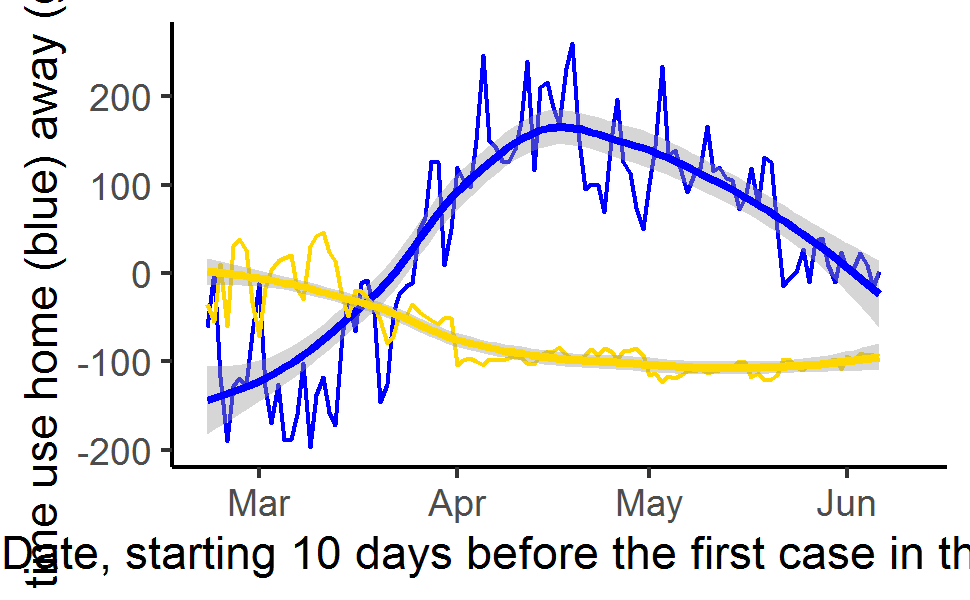 time use home (blue) away (
200
100
0
-100
-200
Mar Apr May Jun
Date, starting 10 days before the first case in th